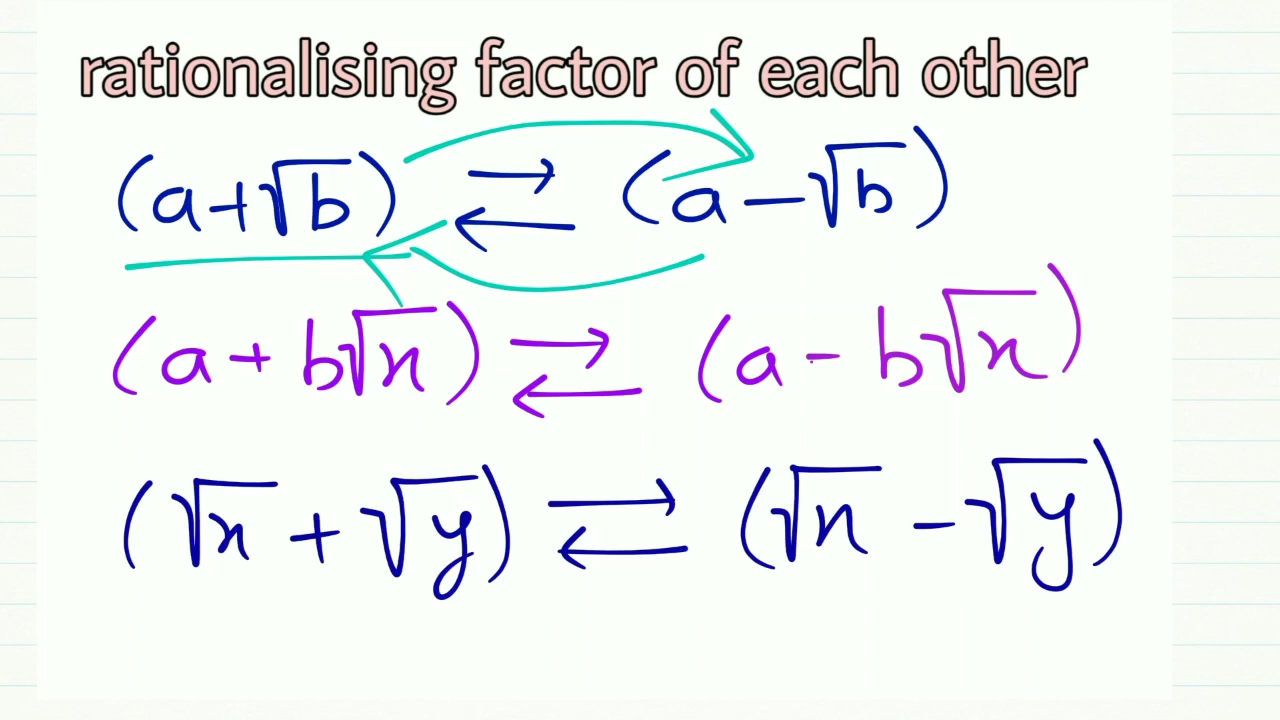 rationalising factor of each other
(a+√b) ⇄ (a-√b)
(a + b√x) ⇄ (a - b√x)
(√x + √y) ⇄ (√x - √y)